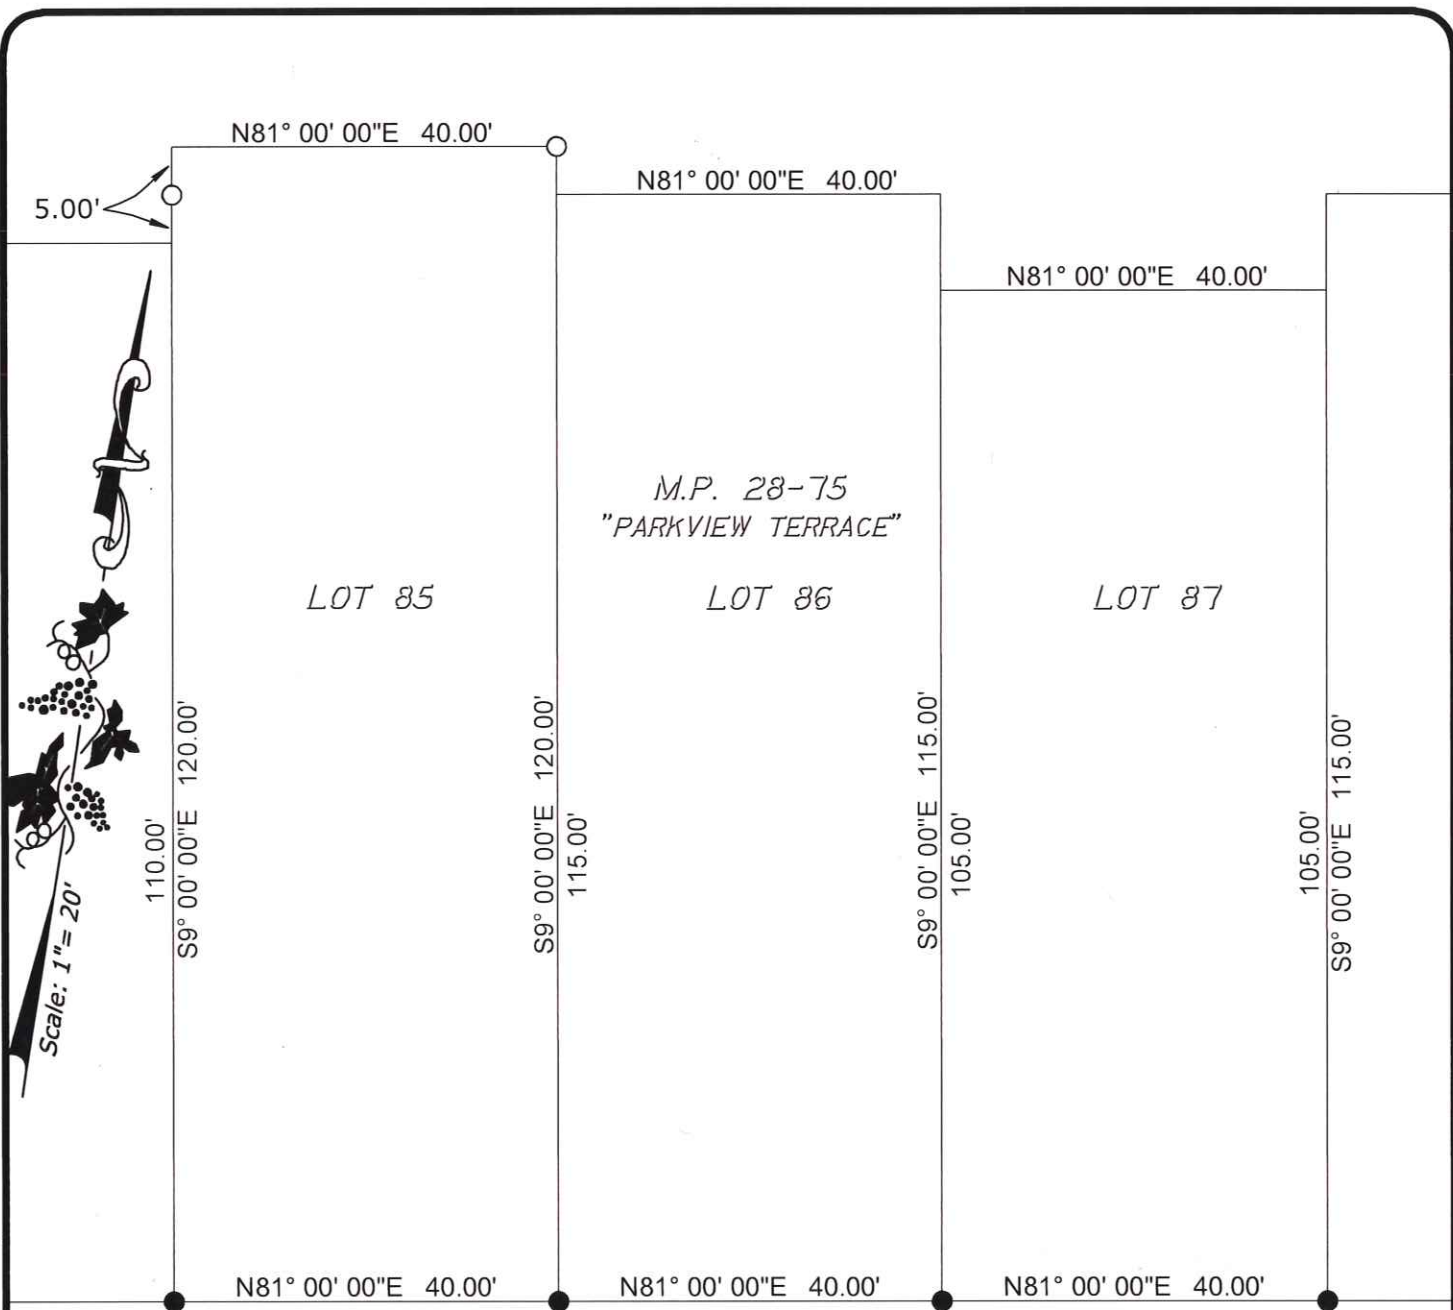 N81° 00' 00"E 40.00'
5.00'
N81° 00' 00"E 40.00'
N81° 00' 00"E 40.00'
M.P. 28-75
"PARKVIEW TERRACE"
LOT 85
LOT 86
LOT 87
110.00'
S9° 00' 00"E 120.00'
S9° 00' 00"E 120.00'
115.00'
S9° 00' 00"E 115.00'
105.00'
105.00'
S9° 00' 00"E 115.00'
Scale: 1"= 20'
N81° 00' 00"E 40.00'
N81° 00' 00"E 40.00'
N81° 00' 00"E 40.00'